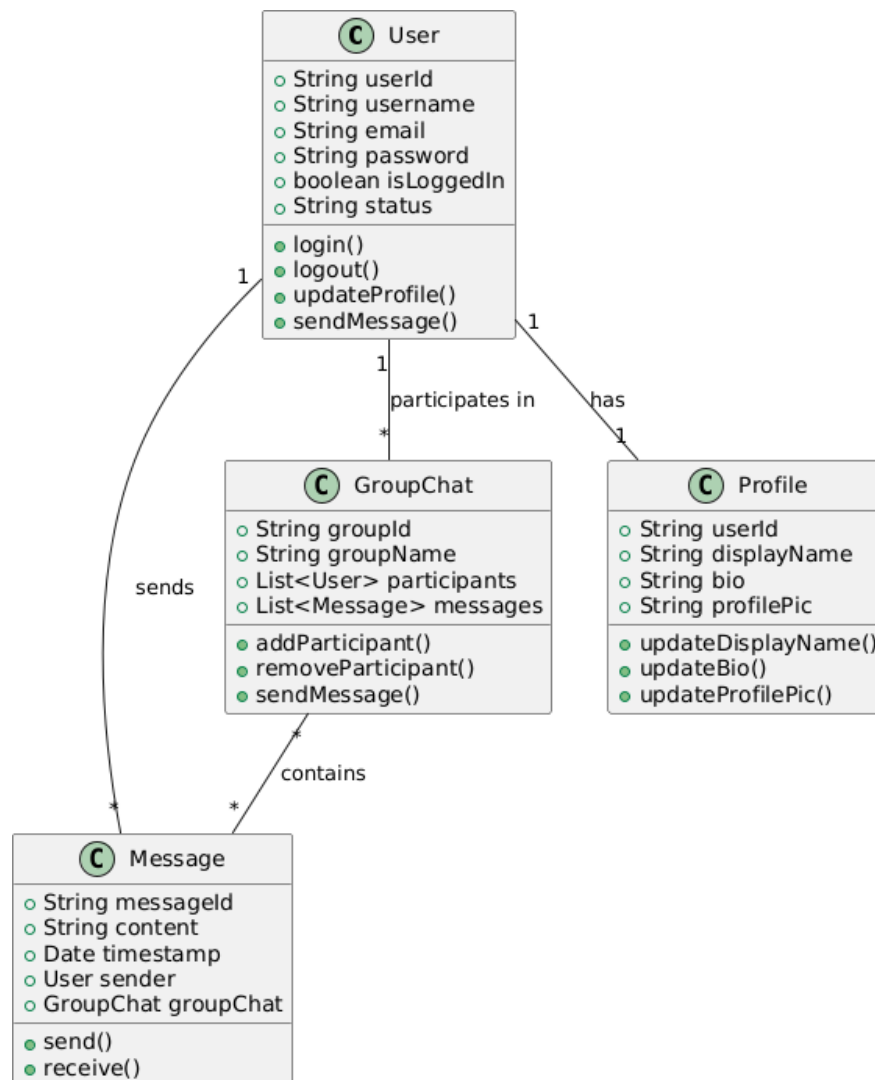 C User
String userId
String username
String email
String password
boolean isLoggedIn
String status
login()
logout()
updateProfile()
sendMessage()
1
1
1
participates in
has
*
1
C GroupChat
String groupId
String groupName
List<User> participants
List<Message> messages
addParticipant()
removeParticipant()
sendMessage()
C Profile
String userId
String displayName
String bio
String profilePic
updateDisplayName()
updateBio()
updateProfilePic()
sends
*
contains
*
*
C Message
String messageId
String content
Date timestamp
User sender
GroupChat groupChat
send()
receive()